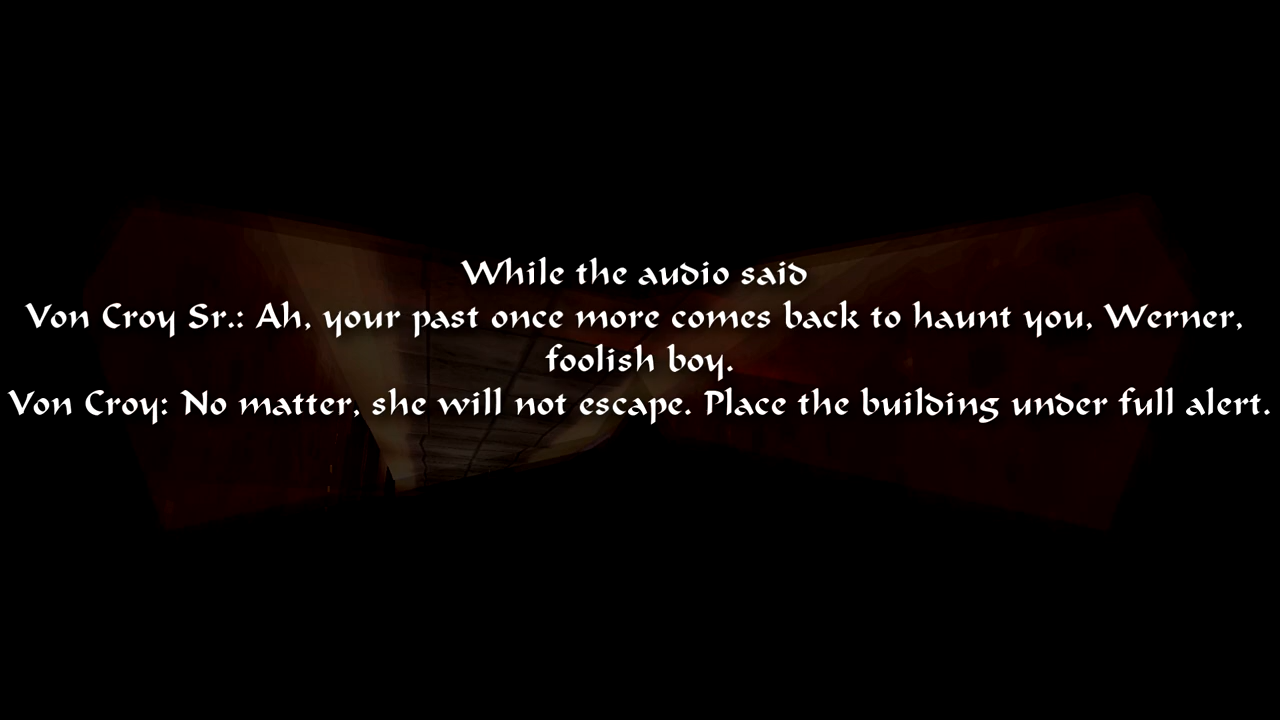 While the audio said
Von Croy Sr.: Ah, your past once more comes back to haunt you, Werner,
foolish boy.
Von Croy: No matter, she will not escape. Place the building under full alert.